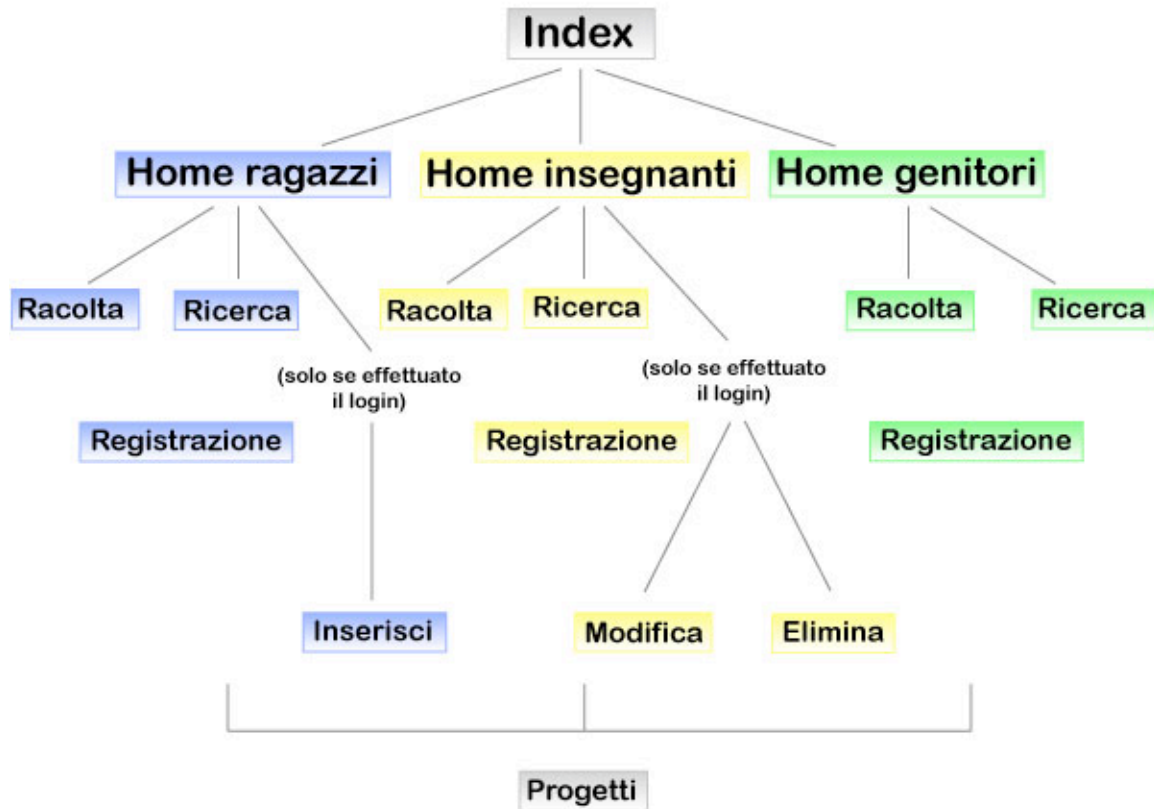 Index
Home ragazzi
Home insegnanti
Home genitori
Racolta
Ricerca
Racolta
Ricerca
Racolta
Ricerca
(solo se effettuato
il login)
(solo se effettuato
il login)
Registrazione
Registrazione
Registrazione
Inserisci
Modifica
Elimina
Progetti